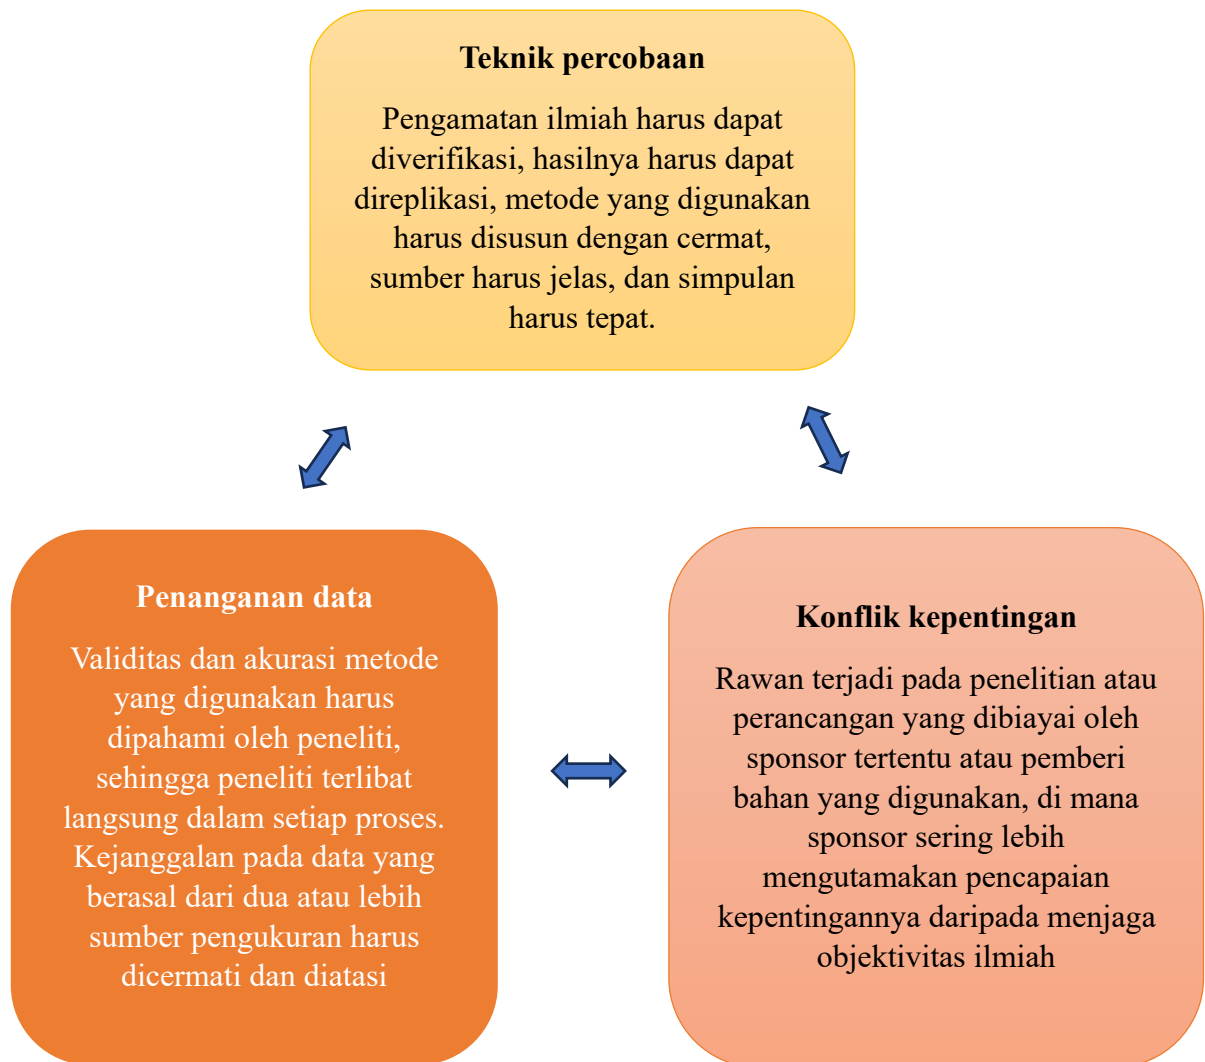 Teknik percobaan
Pengamatan ilmiah harus dapat
diverifikasi, hasilnya harus dapat
direplikasi, metode yang digunakan
harus disusun dengan cermat,
sumber harus jelas, dan simpulan
harus tepat.
Penanganan data
Validitas dan akurasi metode
yang digunakan harus
dipahami oleh peneliti,
sehingga peneliti terlibat
langsung dalam setiap proses.
Kejanggalan pada data yang
berasal dari dua atau lebih
sumber pengukuran harus
dicermati dan diatasi
Konflik kepentingan
Rawan terjadi pada penelitian atau
perancangan yang dibiayai oleh
sponsor tertentu atau pemberi
bahan yang digunakan, di mana
sponsor sering lebih
mengutamakan pencapaian
kepentingannya daripada menjaga
objektivitas ilmiah